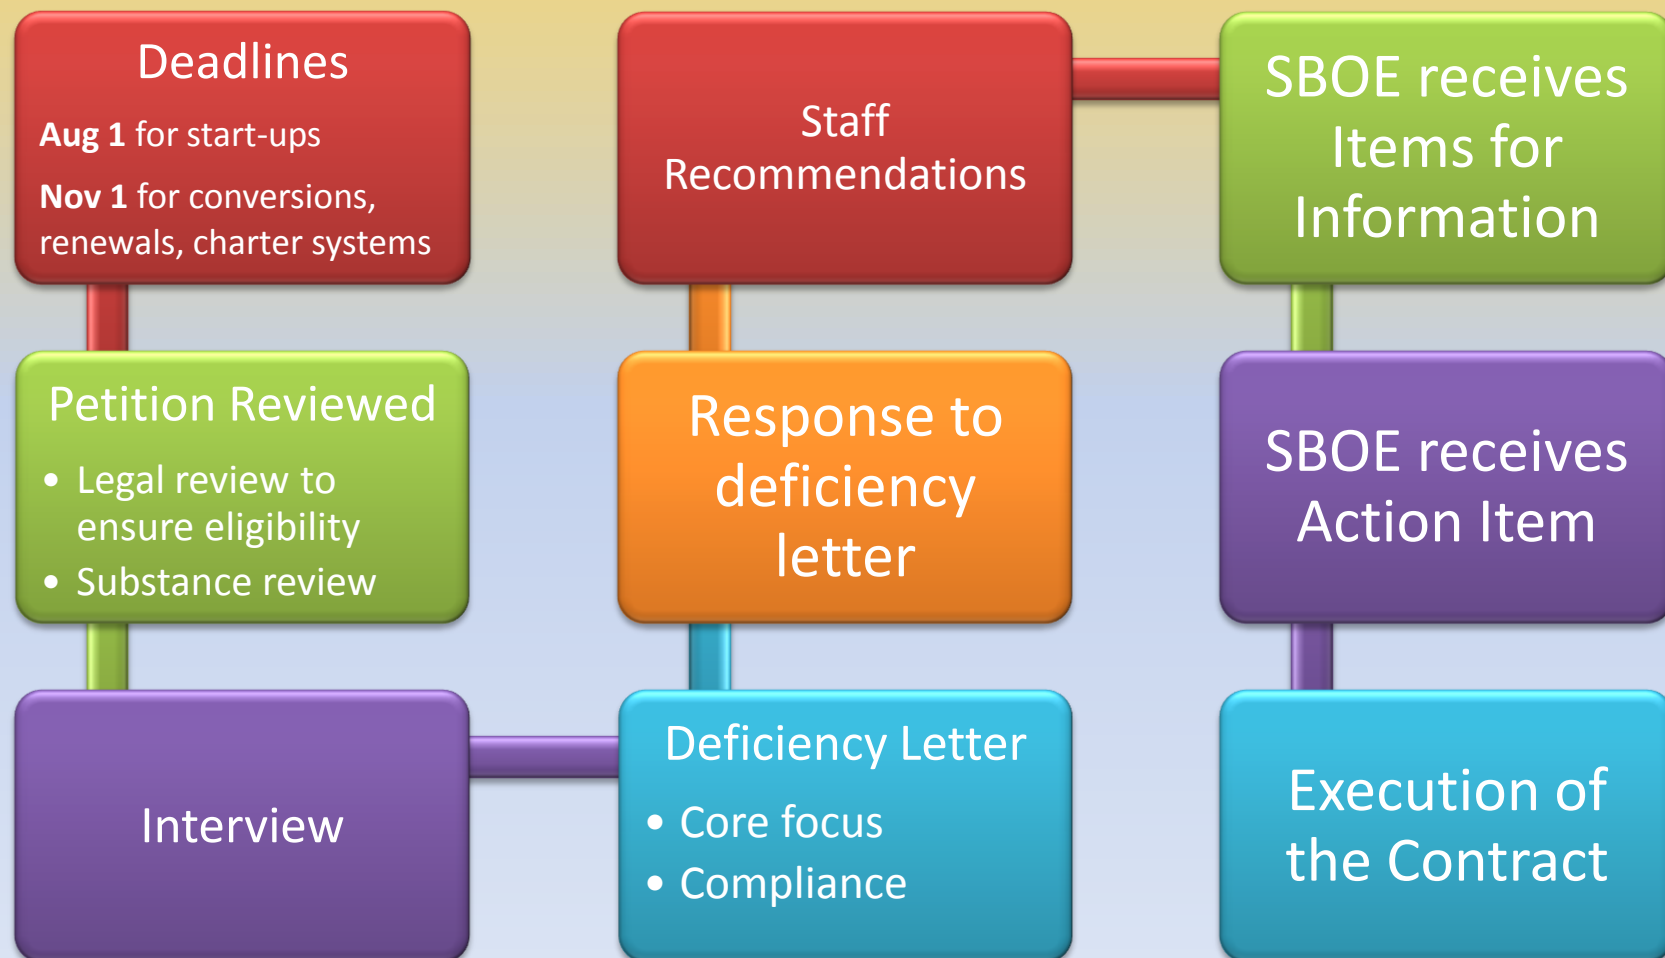 Deadlines
Aug 1 for start-ups
Nov 1 for conversions,
renewals, charter systems
Petition Reviewed
• Legal review to
ensure eligibility
• Substance review
Interview
Deficiency Letter
• Core focus
• Compliance
Response to
deficiency
letter
Staff
Recommendations
SBOE receives
Items for
Information
SBOE receives
Action Item
Execution of
the Contract